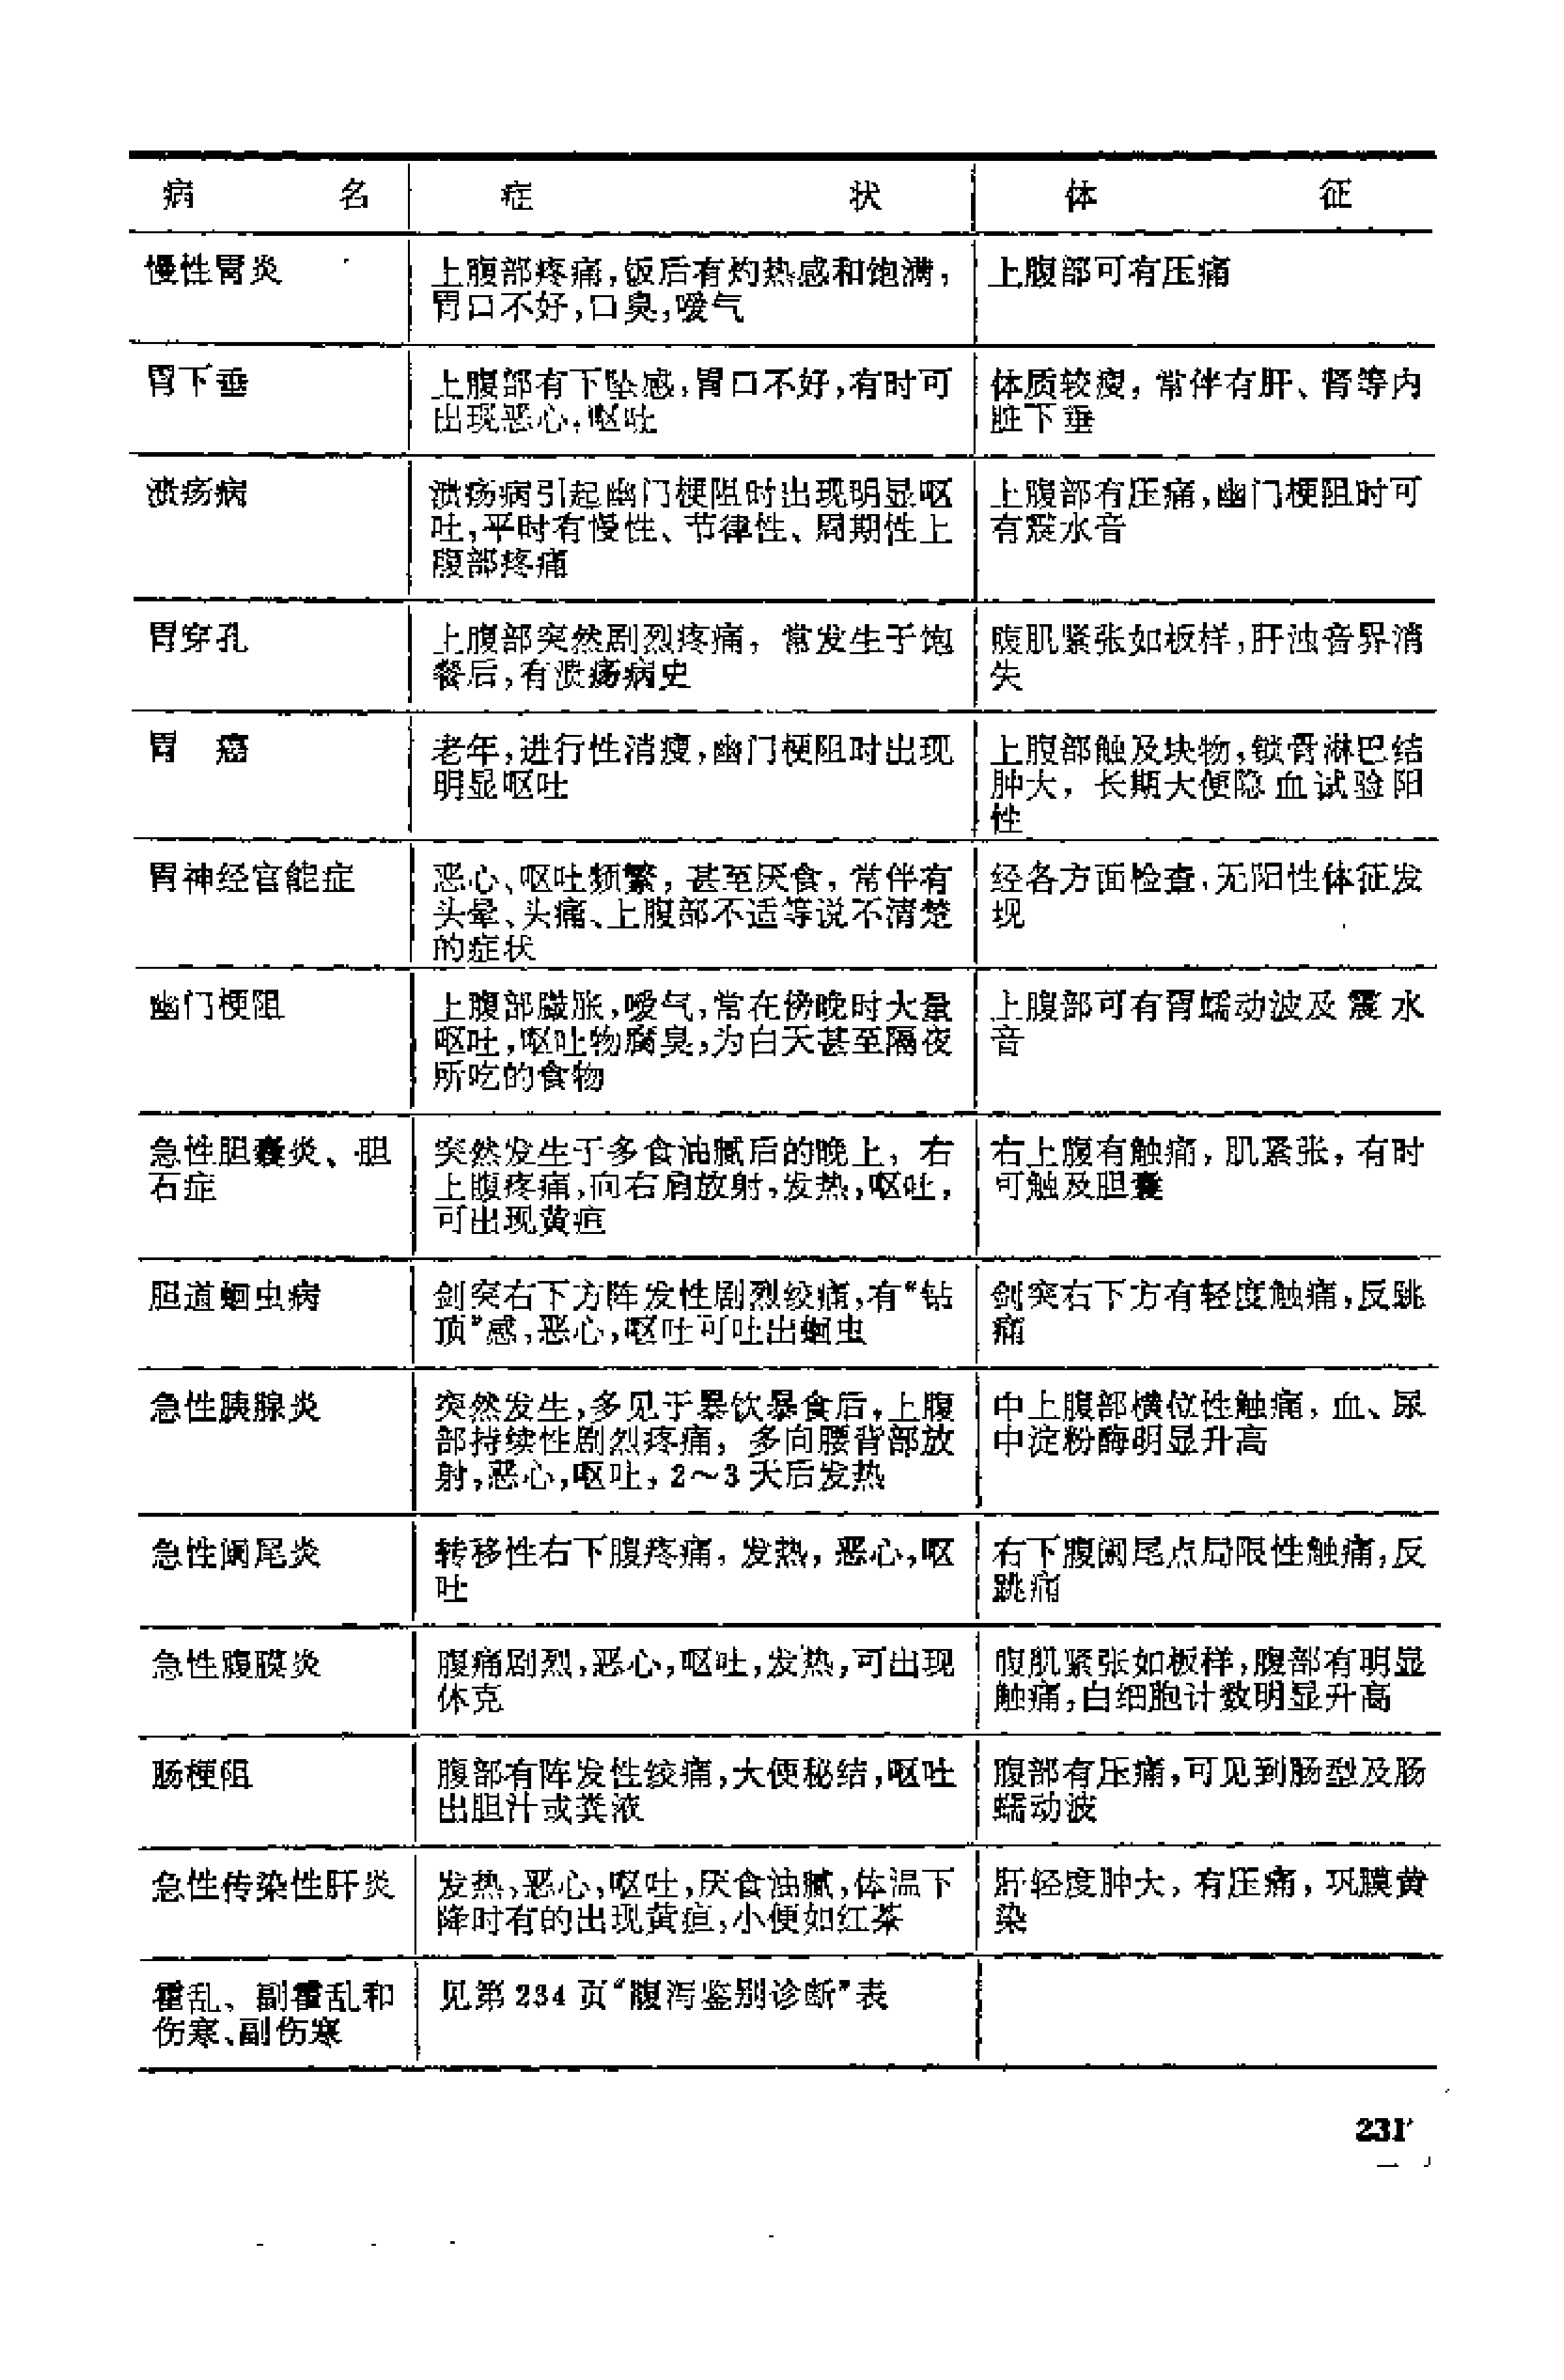 病 名 症 状 体 征
慢性胃炎
上腹部疼痛,饭后有灼热感和饱满,
胃口不好,口臭,嗳气
上腹部可有压痛
胃下垂
上腹部有下坠感,胃口不好,有时可
出现恶心,呕吐
体质较瘦,常伴有肝、肾等内
脏下垂
溃疡病
溃疡病引起幽门梗阻时出现明显呕
吐,平时有慢性、节律性、周期性上
腹部疼痛
上腹部有压痛,幽门梗阻时可
有震水音
胃穿孔
上腹部突然剧烈疼痛,常发生于饱
餐后,有溃疡病史
腹肌紧张如板样,肝浊音界消
失
胃 癌
老年,进行性消瘦,幽门梗阻时出现
明显呕吐
上腹部触及块物,锁骨淋巴结
肿大,长期大便隐血试验阳
性
胃神经官能症
恶心、呕吐频繁,甚至厌食,常伴有
头晕、头痛、上腹部不适等说不清楚
的症状
经各方面检查,无阳性体征发
现
幽门梗阻
上腹部臌胀,嗳气,常在傍晚时大量
呕吐,呕吐物腐臭,为白天甚至隔夜
所吃的食物
上腹部可有胃蠕动波及震水
音
急性胆囊炎、胆
石症
突然发生于多食油腻后的晚上,右
上腹疼痛,向右肩放射,发热,呕吐,
可出现黄疸
右上腹有触痛,肌紧张,有时
可触及胆囊
胆道蛔虫病
剑突右下方阵发性剧烈绞痛,有“钻
顶”感,恶心,呕吐可吐出蛔虫
剑突右下方有轻度触痛,反跳
痛
急性胰腺炎
突然发生,多见于暴饮暴食后,上腹
部持续性剧烈疼痛,多向腰背部放
射,恶心,呕吐,2～3天后发热
中上腹部横位性触痛,血、尿
中淀粉酶明显升高
急性阑尾炎
转移性右下腹疼痛,发热,恶心,呕
吐
右下腹阑尾点局限性触痛,反
跳痛
急性腹膜炎
腹痛剧烈,恶心,呕吐,发热,可出现
休克
腹肌紧张如板样,腹部有明显
触痛,白细胞计数明显升高
肠梗阻
腹部有阵发性绞痛,大便秘结,呕吐
出胆汁或粪液
腹部有压痛,可见到肠型及肠
蠕动波
急性传染性肝炎
发热,恶心,呕吐,厌食油腻,体温下
降时有的出现黄疸,小便如红茶
肝轻度肿大,有压痛,巩膜黄
染
霍乱、副霍乱和
伤寒、副伤寒
见第234页“腹泻鉴别诊断”表
231